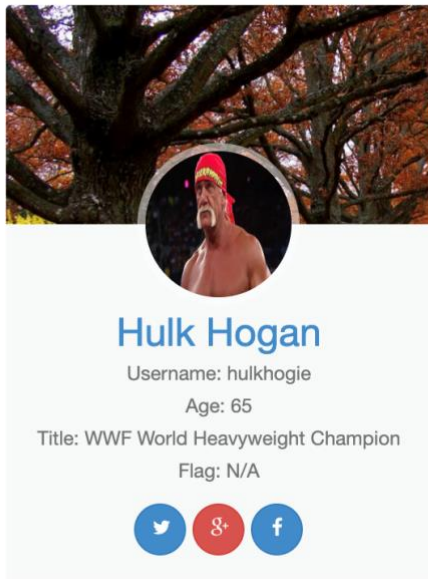 Hulk Hogan
Username: hulkhogie
Age: 65
Title: WWF World Heavyweight Champion
Flag: N/A